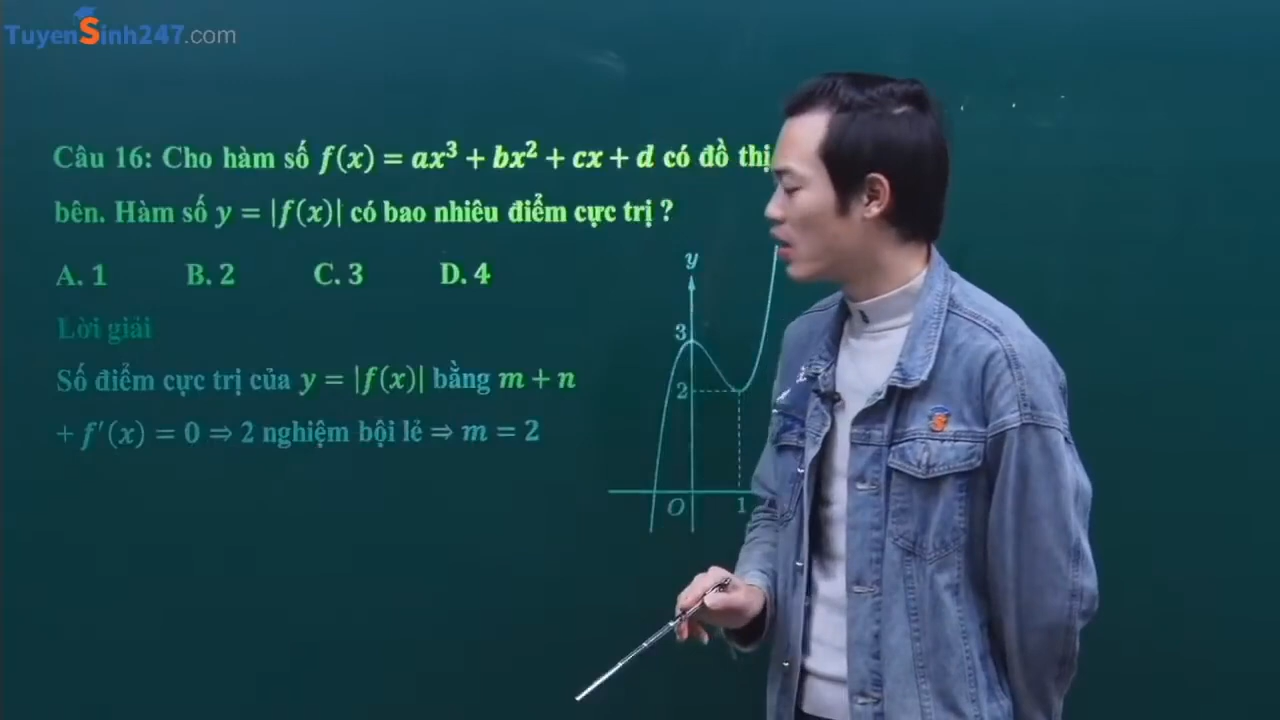 TuyenSinh247.com
Câu 16: Cho hàm số f(x) = ax³ + bx² + cx + d có đồ thị
bên. Hàm số y = |f(x)| có bao nhiêu điểm cực trị ?
A. 1 B. 2 C. 3 D. 4
Lời giải
Số điểm cực trị của y = |f(x)| bằng m + n
+ f′(x) = 0 ⇒ 2 nghiệm bội lẻ ⇒ m = 2
y
3
2
O 1